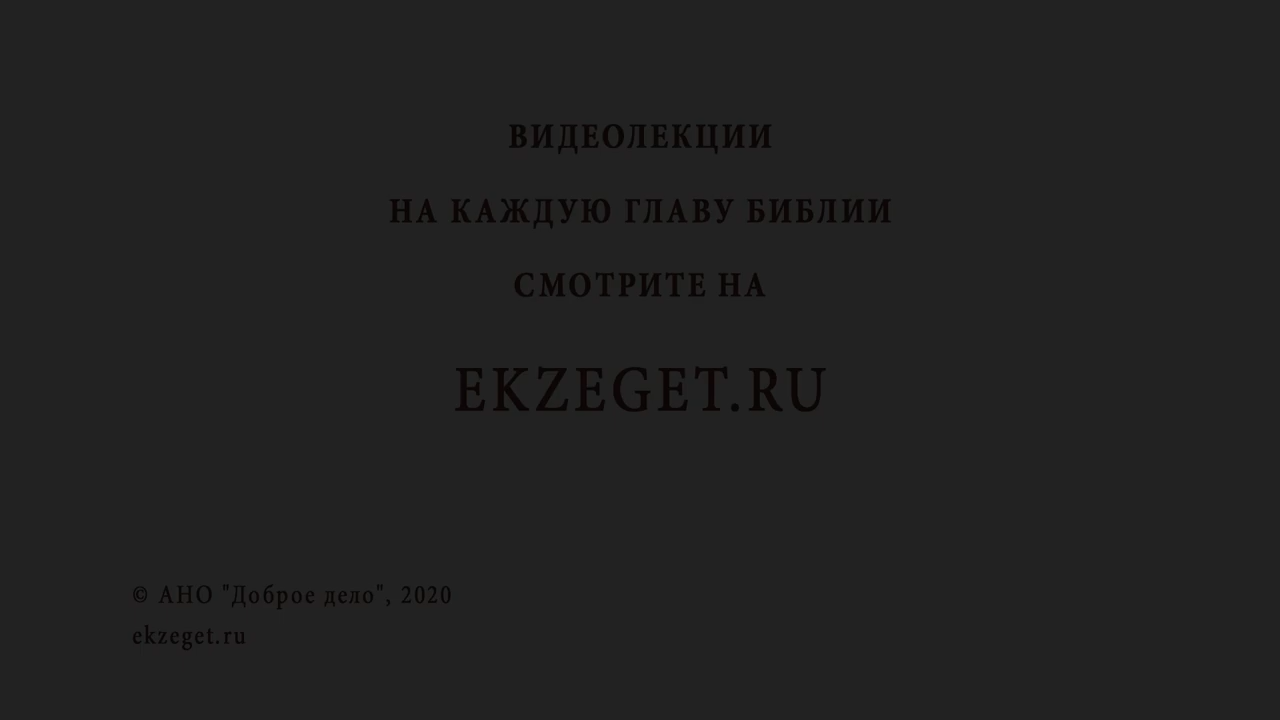 ВИДЕОЛЕКЦИИ
НА КАЖДУЮ ГЛАВУ БИБЛИИ
СМОТРИТЕ НА
EKZEGET.RU
© АНО "Доброе дело", 2020
ekzeget.ru